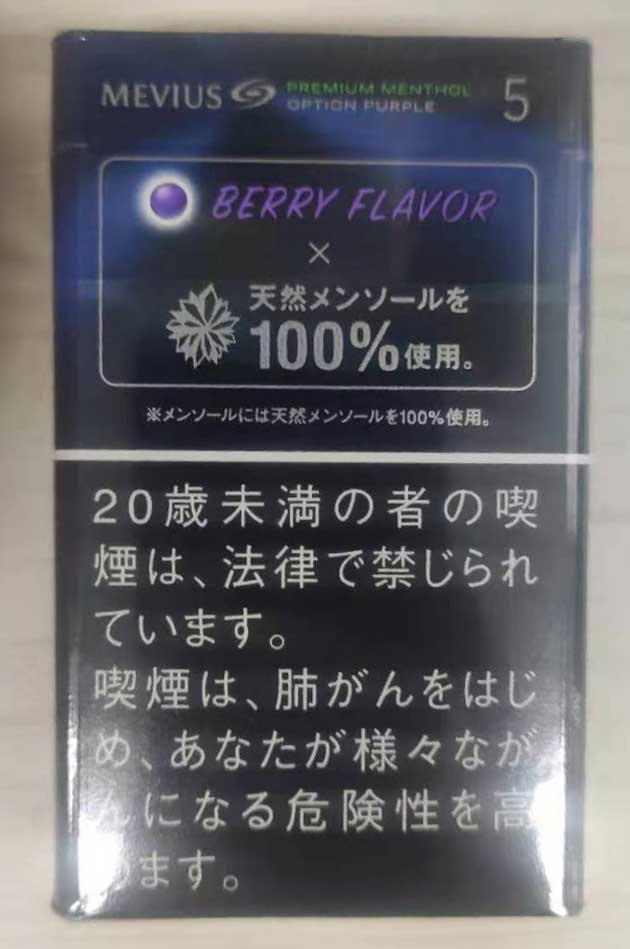 MEVIUS PREMIUM MENTHOL OPTION PURPLE 5
BERRY FLAVOR
×
天然メンソールを
100%使用。
※メンソールには天然メンソールを100%使用。
20歳未満の者の喫
煙は、法律で禁じられ
ています。
喫煙は、肺がんをはじ
め、あなたが様々なが
んになる危険性を高
めます。